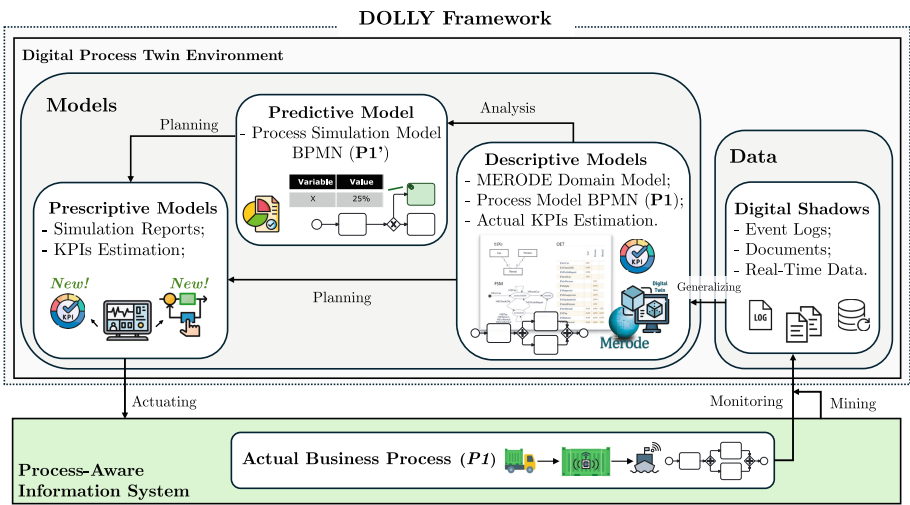 DOLLY Framework
Digital Process Twin Environment
Models
Predictive Model
- Process Simulation Model
BPMN (P1')
Variable Value
X 25%
Planning
Analysis
Prescriptive Models
- Simulation Reports;
- KPIs Estimation;
New! New!
KPI
Descriptive Models
- MERODE Domain Model;
- Process Model BPMN (P1);
- Actual KPIs Estimation.
OET
FSM
KPI
Digital
Twin
Merode
Planning
Generalizing
Data
Digital Shadows
- Event Logs;
- Documents;
- Real-Time Data.
LOG
Actuating
Monitoring
Mining
Process-Aware
Information System
Actual Business Process (P1)